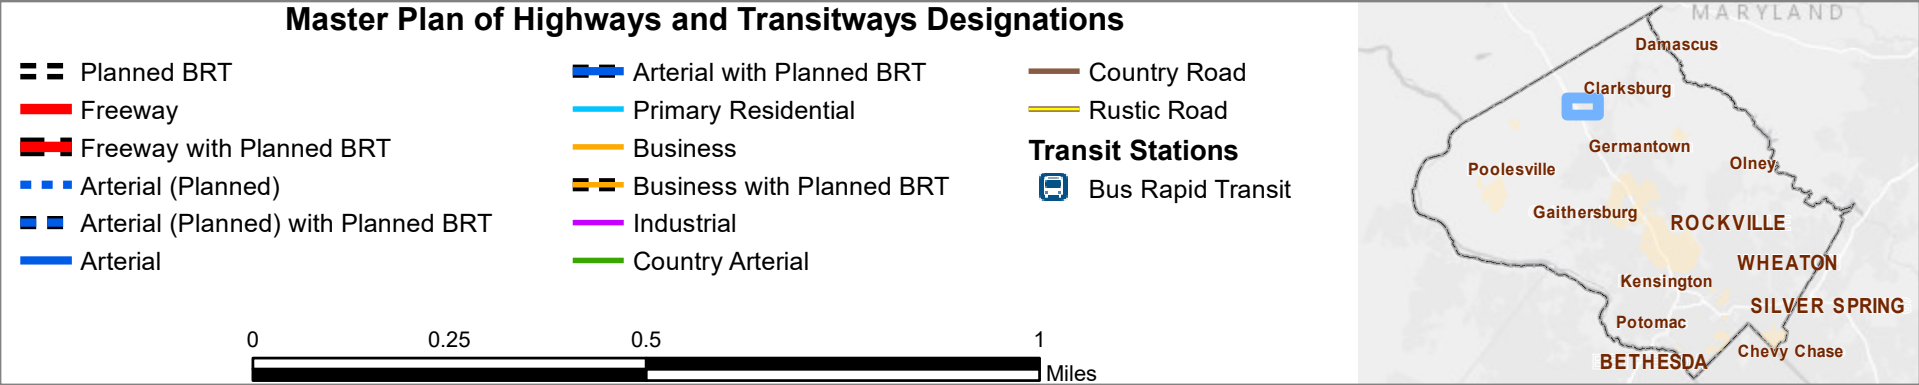 Master Plan of Highways and Transitways Designations
Planned BRT
Freeway
Freeway with Planned BRT
Arterial (Planned)
Arterial (Planned) with Planned BRT
Arterial
Arterial with Planned BRT
Primary Residential
Business
Business with Planned BRT
Industrial
Country Arterial
Country Road
Rustic Road
Transit Stations
Bus Rapid Transit
0 0.25 0.5 1
Miles
MARYLAND
Damascus
Clarksburg
Germantown
Olney
Poolesville
Gaithersburg
ROCKVILLE
WHEATON
Kensington
SILVER SPRING
Potomac
Chevy Chase
BETHESDA